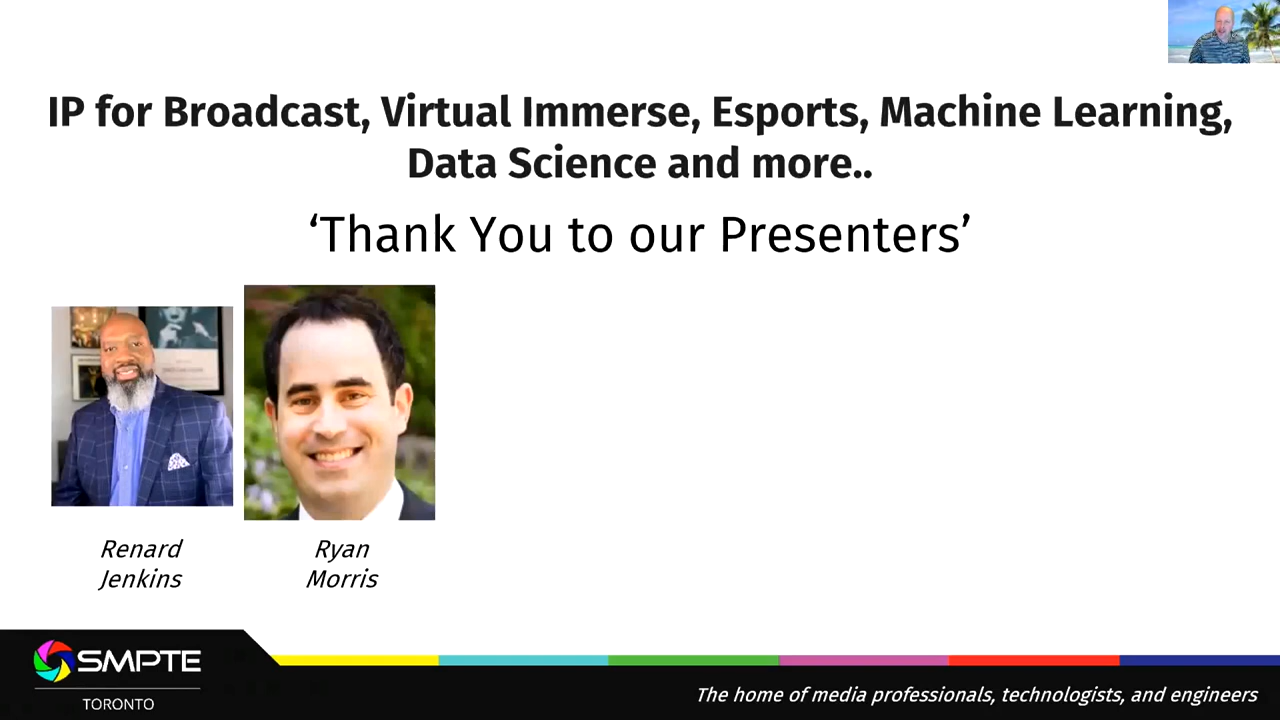 IP for Broadcast, Virtual Immerse, Esports, Machine Learning,
Data Science and more..
‘Thank You to our Presenters’
Renard
Jenkins
Ryan
Morris
SMPTE
TORONTO
The home of media professionals, technologists, and engineers